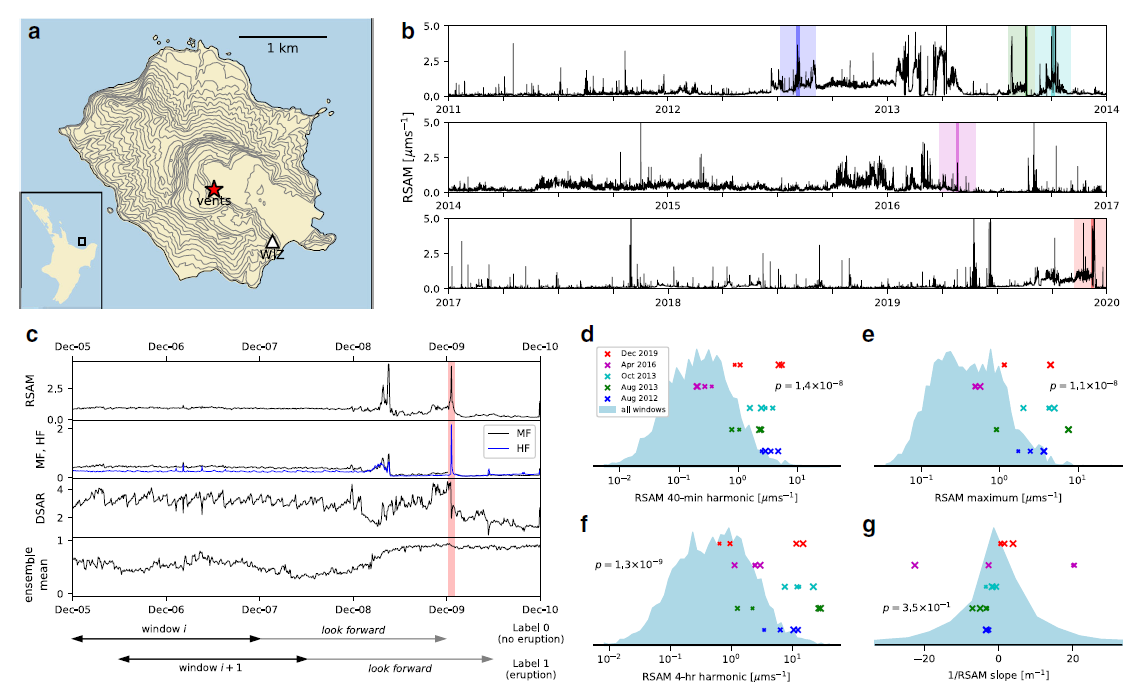 a
1 km
vents
WIZ
b
RSAM [μms⁻¹]
5.0
2.5
0.0
2011
2012
2013
2014
5.0
2.5
0.0
2014
2015
2016
2017
5.0
2.5
0.0
2017
2018
2019
2020
c
Dec-05 Dec-06 Dec-07 Dec-08 Dec-09 Dec-10
RSAM
2.5
0.0
MF, HF
2
0
MF
HF
DSAR
4
2
ensemble
mean
1
0
Dec-05 Dec-06 Dec-07 Dec-08 Dec-09 Dec-10
window i
look forward
Label 0
(no eruption)
window i + 1
look forward
Label 1
(eruption)
d
Dec 2019
Apr 2016
Oct 2013
Aug 2013
Aug 2012
all windows
p = 1,4×10⁻⁸
10⁻² 10⁻¹ 10⁰ 10¹
RSAM 40-min harmonic [μms⁻¹]
e
p = 1,1×10⁻⁸
10⁻¹ 10⁰ 10¹
RSAM maximum [μms⁻¹]
f
p = 1,3×10⁻⁹
10⁻² 10⁻¹ 10⁰ 10¹
RSAM 4-hr harmonic [μms⁻¹]
g
p = 3,5×10⁻¹
−20 0 20
1/RSAM slope [m⁻¹]